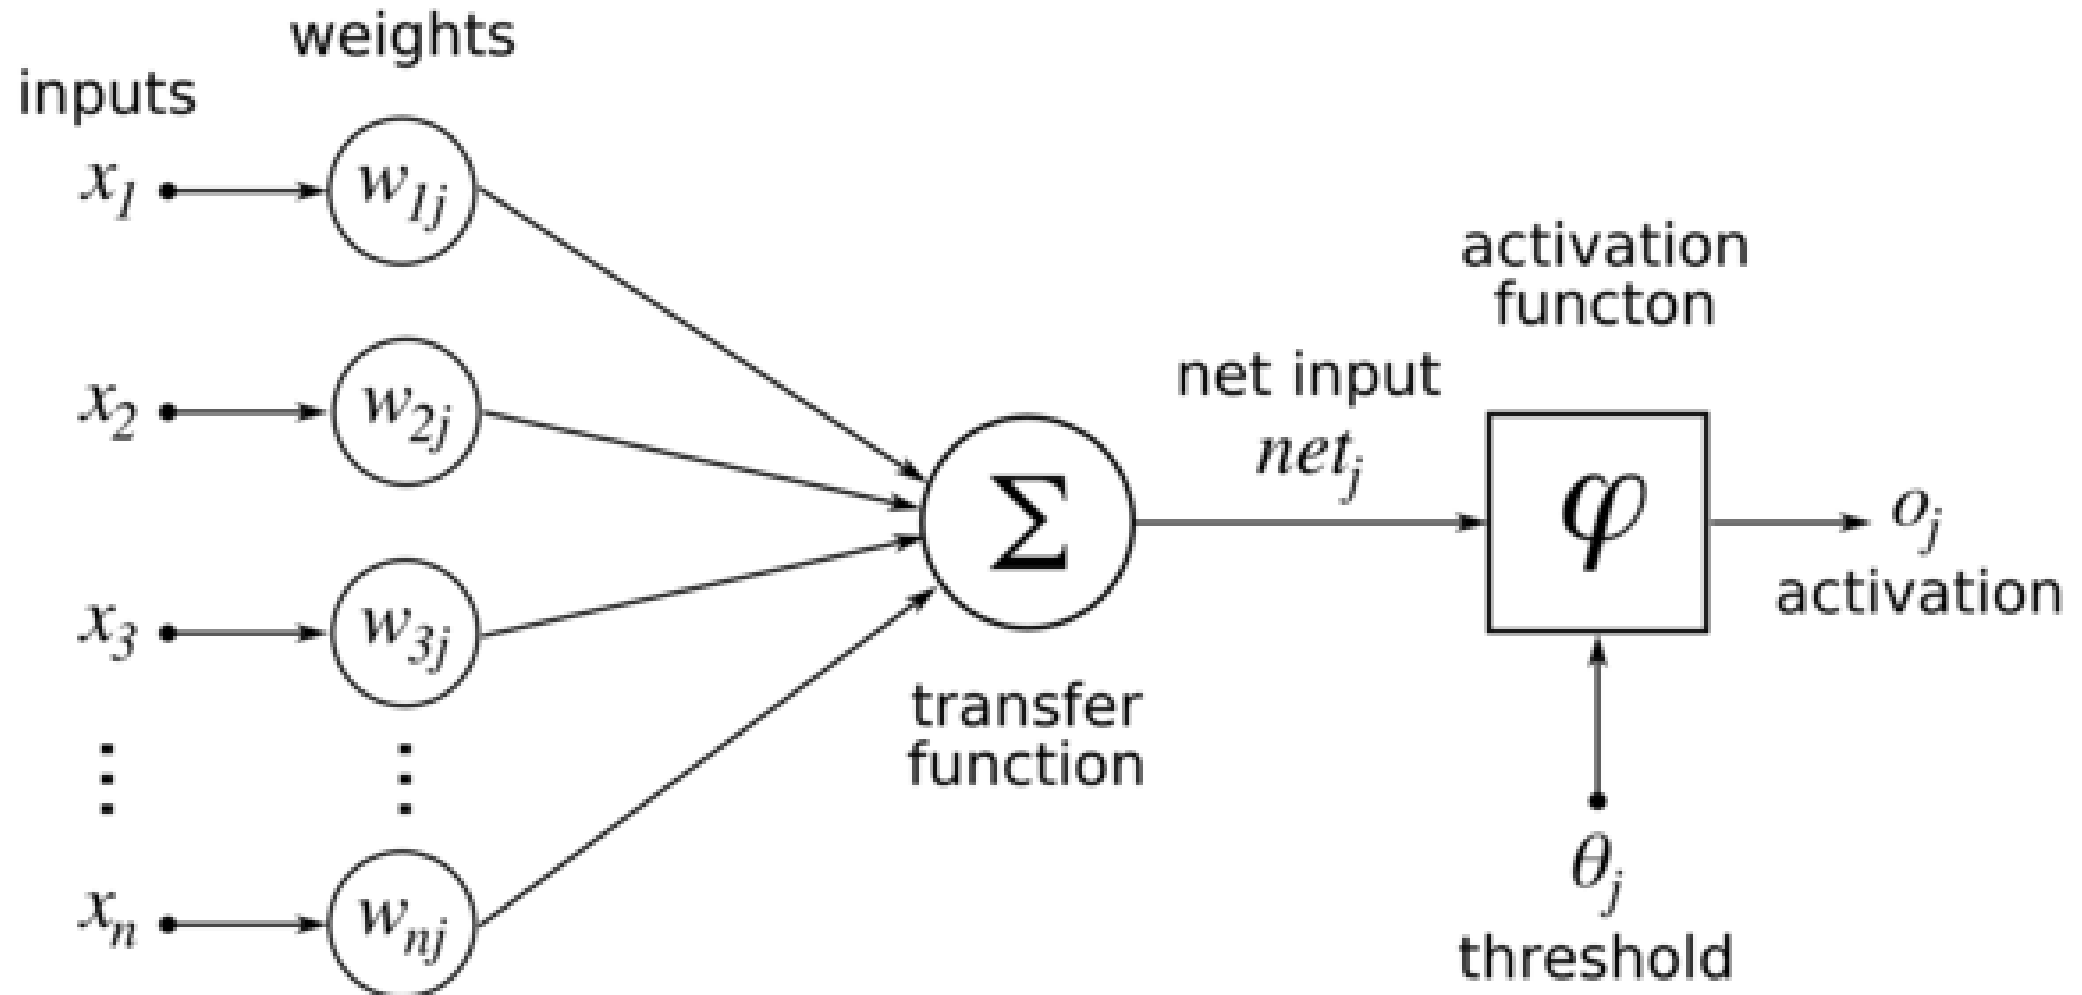 weights
inputs
x1
w1j
x2
w2j
x3
w3j
⋮ ⋮
xn
wnj
Σ
transfer
function
net input
netj
activation
functon
φ
oj
activation
θj
threshold